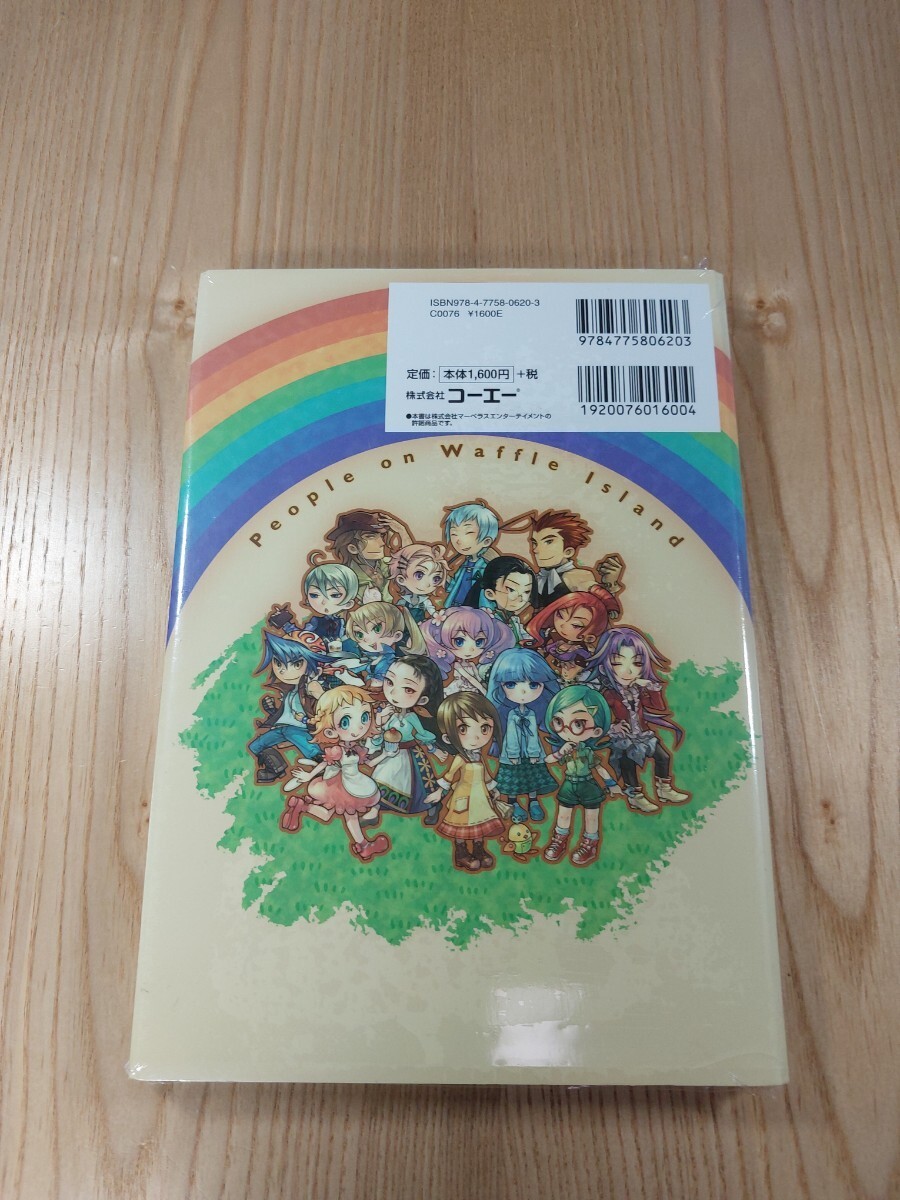 ISBN978-4-7758-0620-3
C0076 ¥1600E
9784775806203
定価：本体1,600円+税
株式会社コーエー®
1920076016004
●本書は株式会社マーベラスエンターテイメントの
許諾商品です。
People on Waffle Island